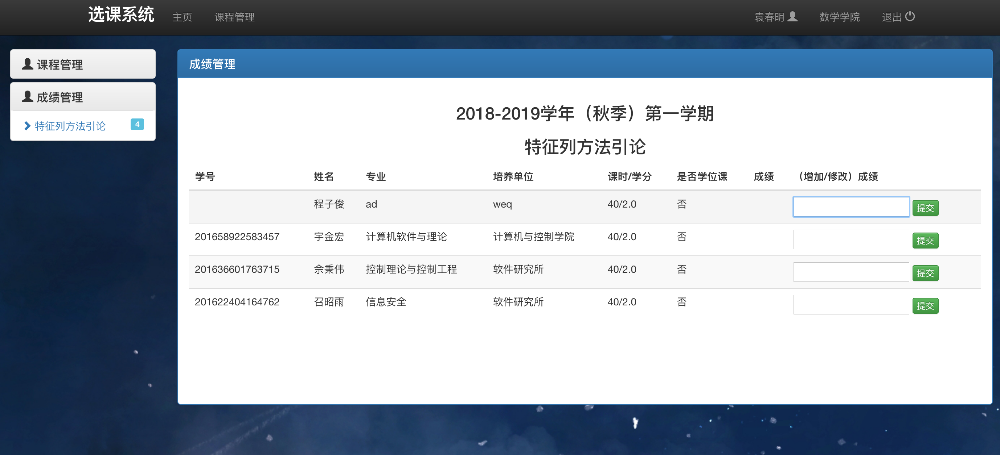 选课系统 主页 课程管理 袁春明 数学学院 退出
课程管理
成绩管理
特征列方法引论 4
成绩管理
2018-2019学年（秋季）第一学期
特征列方法引论
学号 姓名 专业 培养单位 课时/学分 是否学位课 成绩 （增加/修改）成绩
程子俊 ad weq 40/2.0 否 提交
201658922583457 宇金宏 计算机软件与理论 计算机与控制学院 40/2.0 否 提交
201636601763715 佘秉伟 控制理论与控制工程 软件研究所 40/2.0 否 提交
201622404164762 召昭雨 信息安全 软件研究所 40/2.0 否 提交